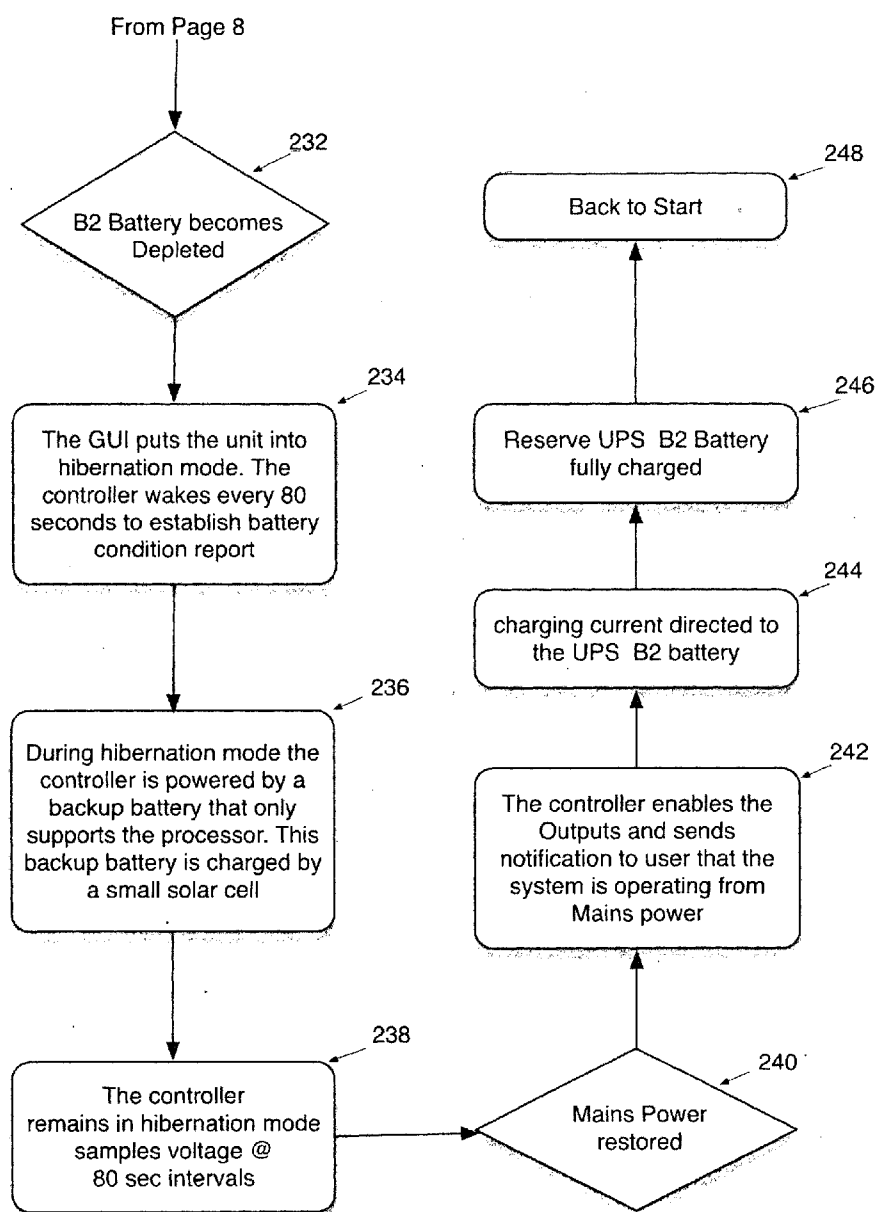 From Page 8
232
B2 Battery becomes
Depleted
234
The GUI puts the unit into
hibernation mode. The
controller wakes every 80
seconds to establish battery
condition report
236
During hibernation mode the
controller is powered by a
backup battery that only
supports the processor. This
backup battery is charged by
a small solar cell
238
The controller
remains in hibernation mode
samples voltage @
80 sec intervals
240
Mains Power
restored
242
The controller enables the
Outputs and sends
notification to user that the
system is operating from
Mains power
244
charging current directed to
the UPS B2 battery
246
Reserve UPS B2 Battery
fully charged
248
Back to Start